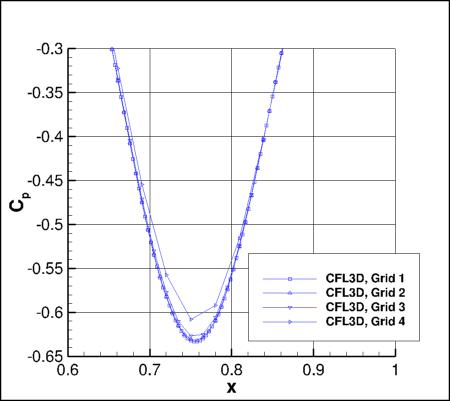 -0.3
-0.35
-0.4
-0.45
-0.5
-0.55
-0.6
-0.65
Cp
0.6 0.7 0.8 0.9 1
x
CFL3D, Grid 1
CFL3D, Grid 2
CFL3D, Grid 3
CFL3D, Grid 4